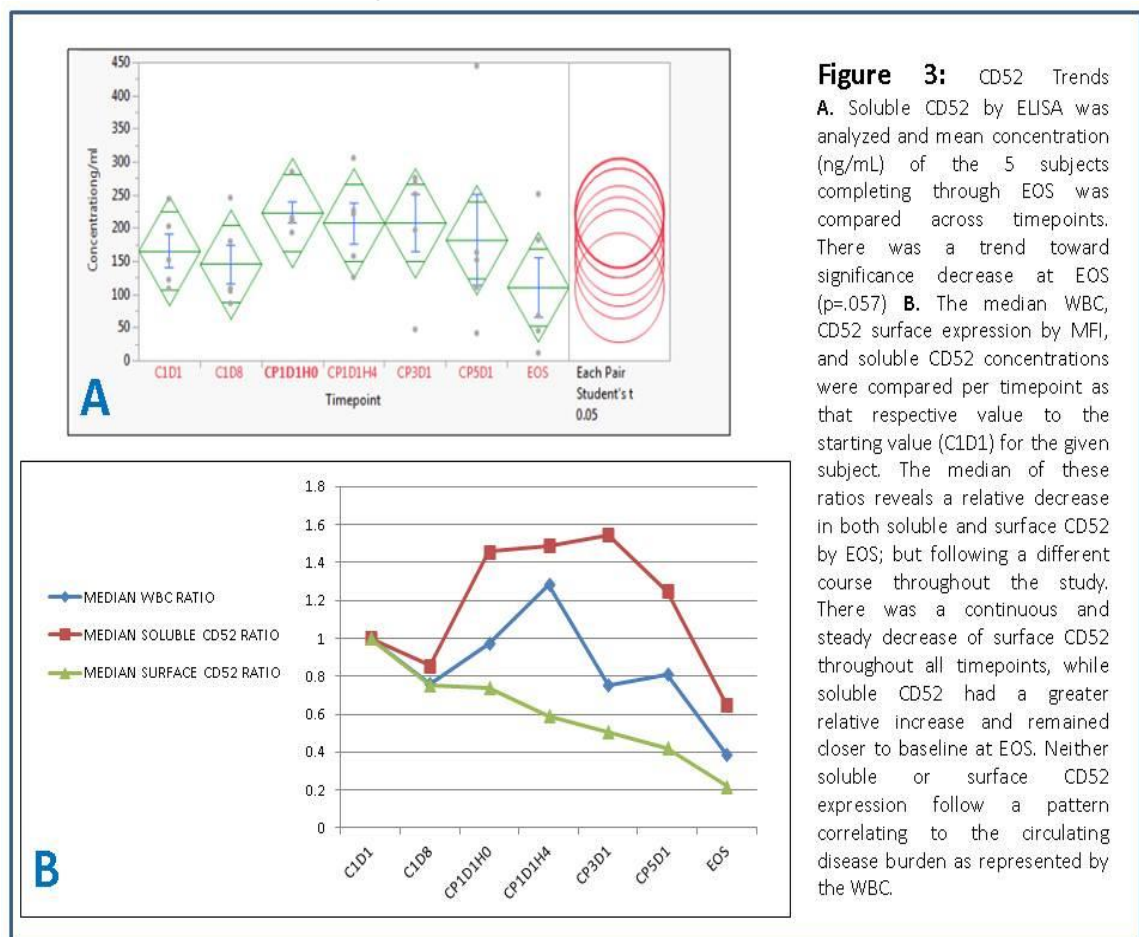 450
400
350
300
250
200
150
100
50
0
Concentrationg/ml
C1D1
C1D8
CP1D1H0
CP1D1H4
CP3D1
CP5D1
EOS
Each Pair
Student's t
0.05
Timepoint
A
1.8
1.6
1.4
1.2
1
0.8
0.6
0.4
0.2
0
MEDIAN WBC RATIO
MEDIAN SOLUBLE CD52 RATIO
MEDIAN SURFACE CD52 RATIO
C1D1
C1D8
CP1D1H0
CP1D1H4
CP3D1
CP5D1
EOS
B
Figure 3: CD52 Trends
A. Soluble CD52 by ELISA was
analyzed and mean concentration
(ng/mL) of the 5 subjects
completing through EOS was
compared across timepoints.
There was a trend toward
significance decrease at EOS
(p=.057) B. The median WBC,
CD52 surface expression by MFI,
and soluble CD52 concentrations
were compared per timepoint as
that respective value to the
starting value (C1D1) for the given
subject. The median of these
ratios reveals a relative decrease
in both soluble and surface CD52
by EOS; but following a different
course throughout the study.
There was a continuous and
steady decrease of surface CD52
throughout all timepoints, while
soluble CD52 had a greater
relative increase and remained
closer to baseline at EOS. Neither
soluble or surface CD52
expression follow a pattern
correlating to the circulating
disease burden as represented by
the WBC.